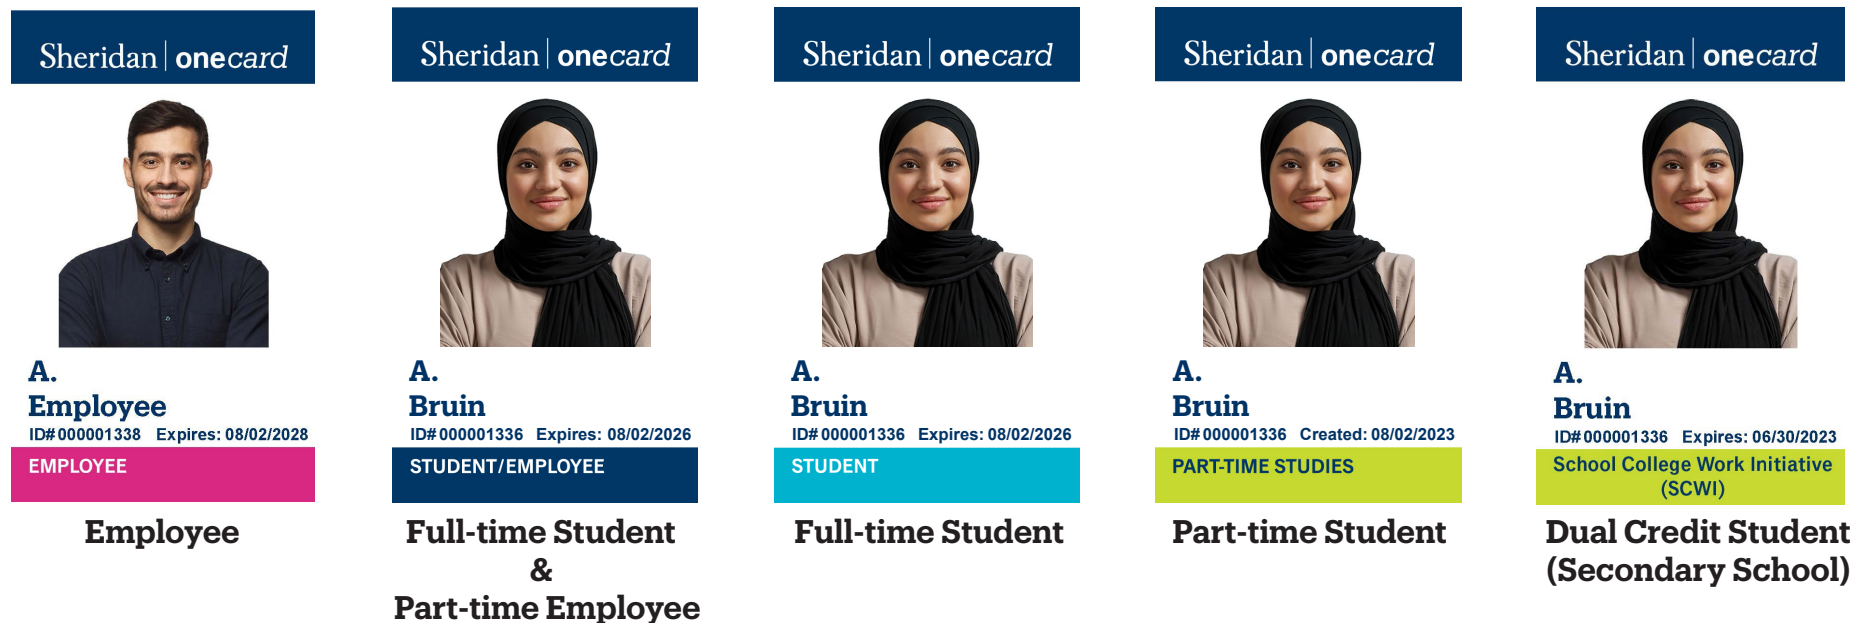 Sheridan | onecard
A.
Employee
ID# 000001338 Expires: 08/02/2028
EMPLOYEE
Employee
Sheridan | onecard
A.
Bruin
ID# 000001336 Expires: 08/02/2026
STUDENT/EMPLOYEE
Full-time Student
&
Part-time Employee
Sheridan | onecard
A.
Bruin
ID# 000001336 Expires: 08/02/2026
STUDENT
Full-time Student
Sheridan | onecard
A.
Bruin
ID# 000001336 Created: 08/02/2023
PART-TIME STUDIES
Part-time Student
Sheridan | onecard
A.
Bruin
ID# 000001336 Expires: 06/30/2023
School College Work Initiative
(SCWI)
Dual Credit Student
(Secondary School)